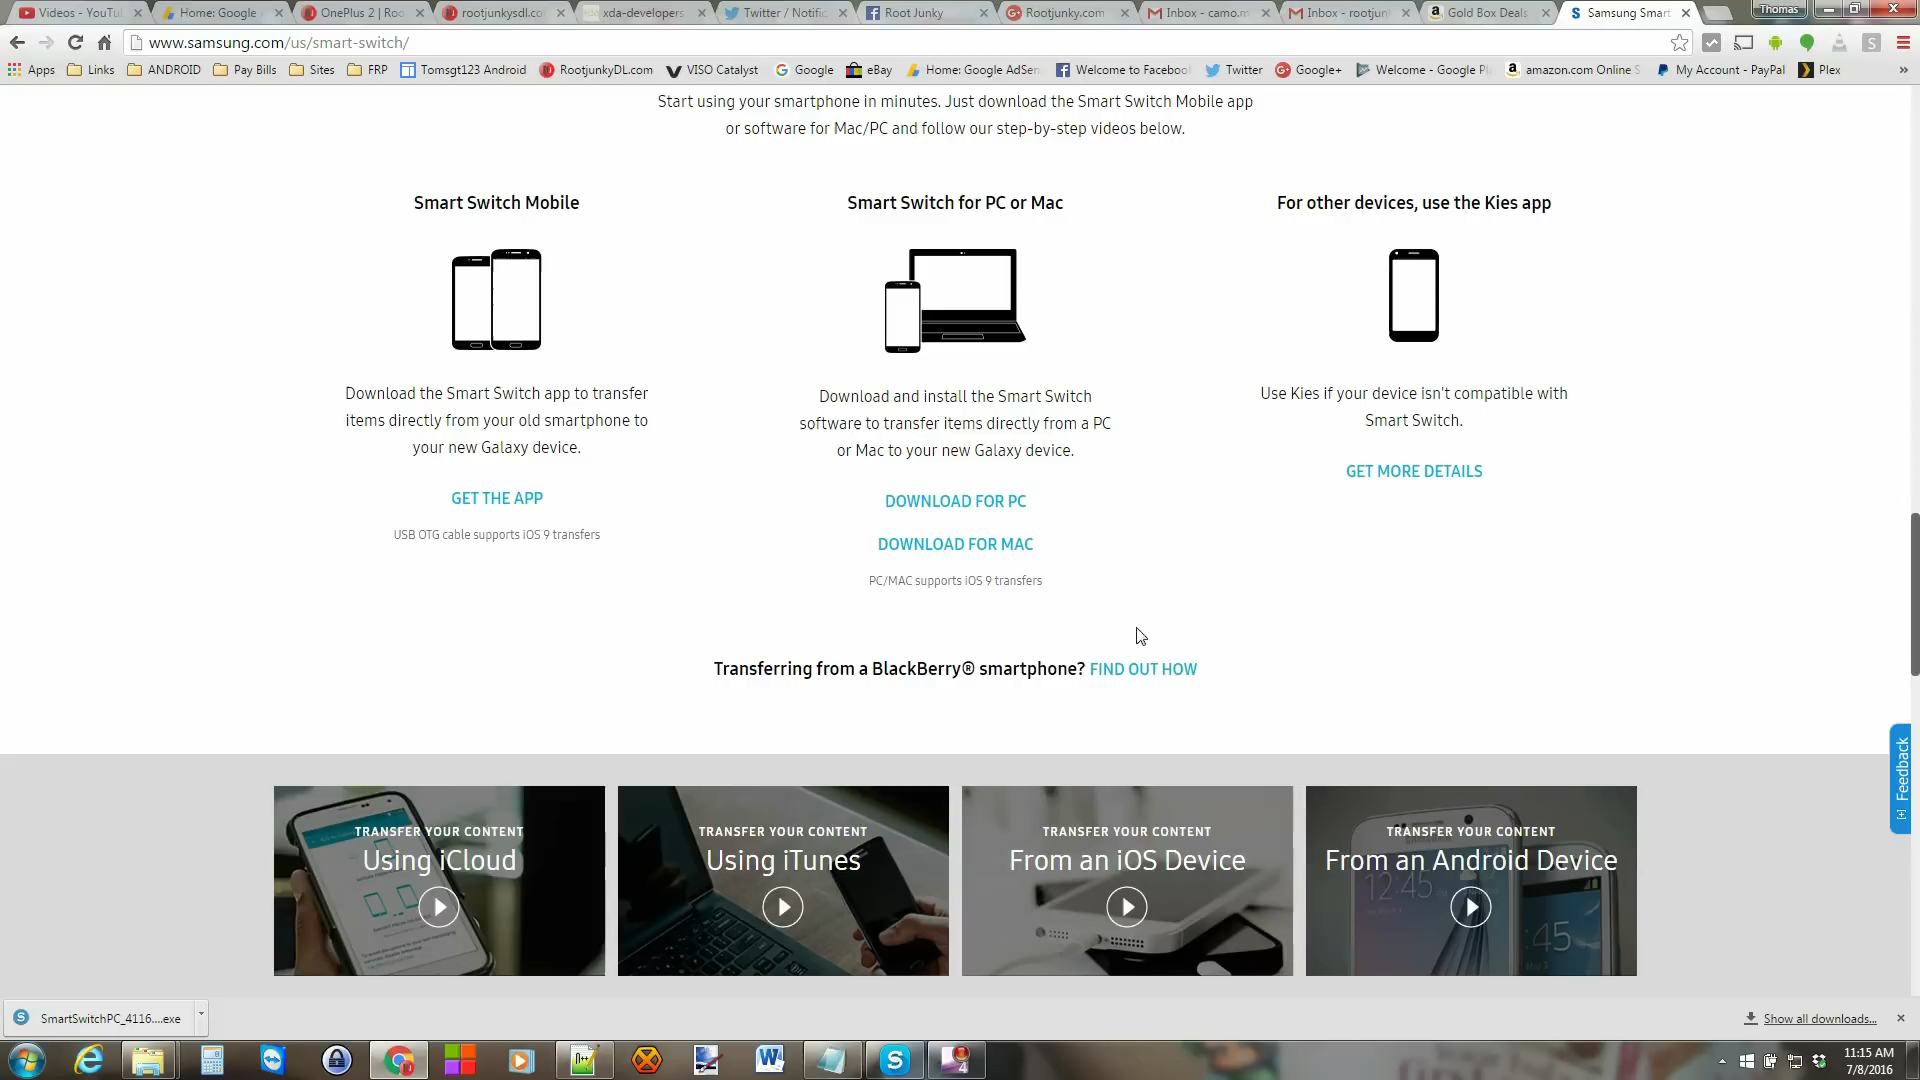 Videos - YouTu
Home: Google
OnePlus 2 | Ro
rootjunkysdl.co
xda-developers
Twitter / Notific
Root Junky
Rootjunky.com
Inbox - camo.m
Inbox - rootjun
Gold Box Deals
Samsung Smart
Thomas
www.samsung.com/us/smart-switch/
Apps
Links
ANDROID
Pay Bills
Sites
FRP
Tomsgt123 Android
RootjunkyDL.com
VISO Catalyst
Google
eBay
Home: Google AdSen
Welcome to Faceboo
Twitter
Google+
Welcome - Google Pl
amazon.com Online S
My Account - PayPal
Plex
»
Start using your smartphone in minutes. Just download the Smart Switch Mobile app
or software for Mac/PC and follow our step-by-step videos below.
Smart Switch Mobile
Download the Smart Switch app to transfer
items directly from your old smartphone to
your new Galaxy device.
GET THE APP
USB OTG cable supports iOS 9 transfers
Smart Switch for PC or Mac
Download and install the Smart Switch
software to transfer items directly from a PC
or Mac to your new Galaxy device.
DOWNLOAD FOR PC
DOWNLOAD FOR MAC
PC/MAC supports iOS 9 transfers
For other devices, use the Kies app
Use Kies if your device isn't compatible with
Smart Switch.
GET MORE DETAILS
Transferring from a BlackBerry® smartphone? FIND OUT HOW
[+] Feedback
TRANSFER YOUR CONTENT
Using iCloud
TRANSFER YOUR CONTENT
Using iTunes
TRANSFER YOUR CONTENT
From an iOS Device
TRANSFER YOUR CONTENT
From an Android Device
12:45
:45
SmartSwitchPC_4116....exe
Show all downloads...
11:15 AM
7/8/2016